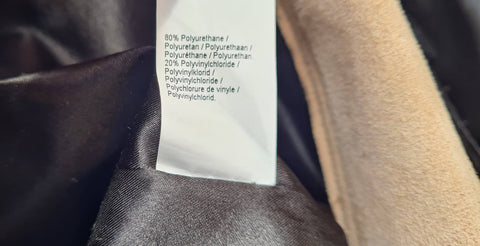 80% Polyurethane /
Polyuretan / Polyurethaan /
Polyuréthane / Polyurethan.
20% Polyvinylchloride /
Polyvinylklorid /
Polyvinylchloride /
Polychlorure de vinyle /
Polyvinylchlorid.